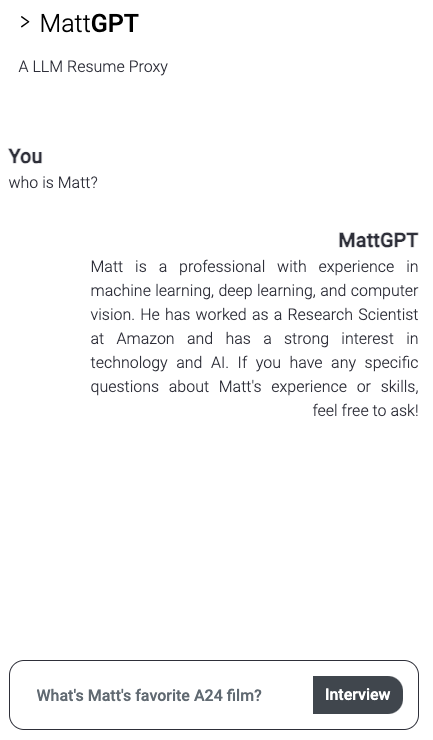 > MattGPT
A LLM Resume Proxy
You
who is Matt?
MattGPT
Matt is a professional with experience in
machine learning, deep learning, and computer
vision. He has worked as a Research Scientist
at Amazon and has a strong interest in
technology and AI. If you have any specific
questions about Matt's experience or skills,
feel free to ask!
What's Matt's favorite A24 film?
Interview